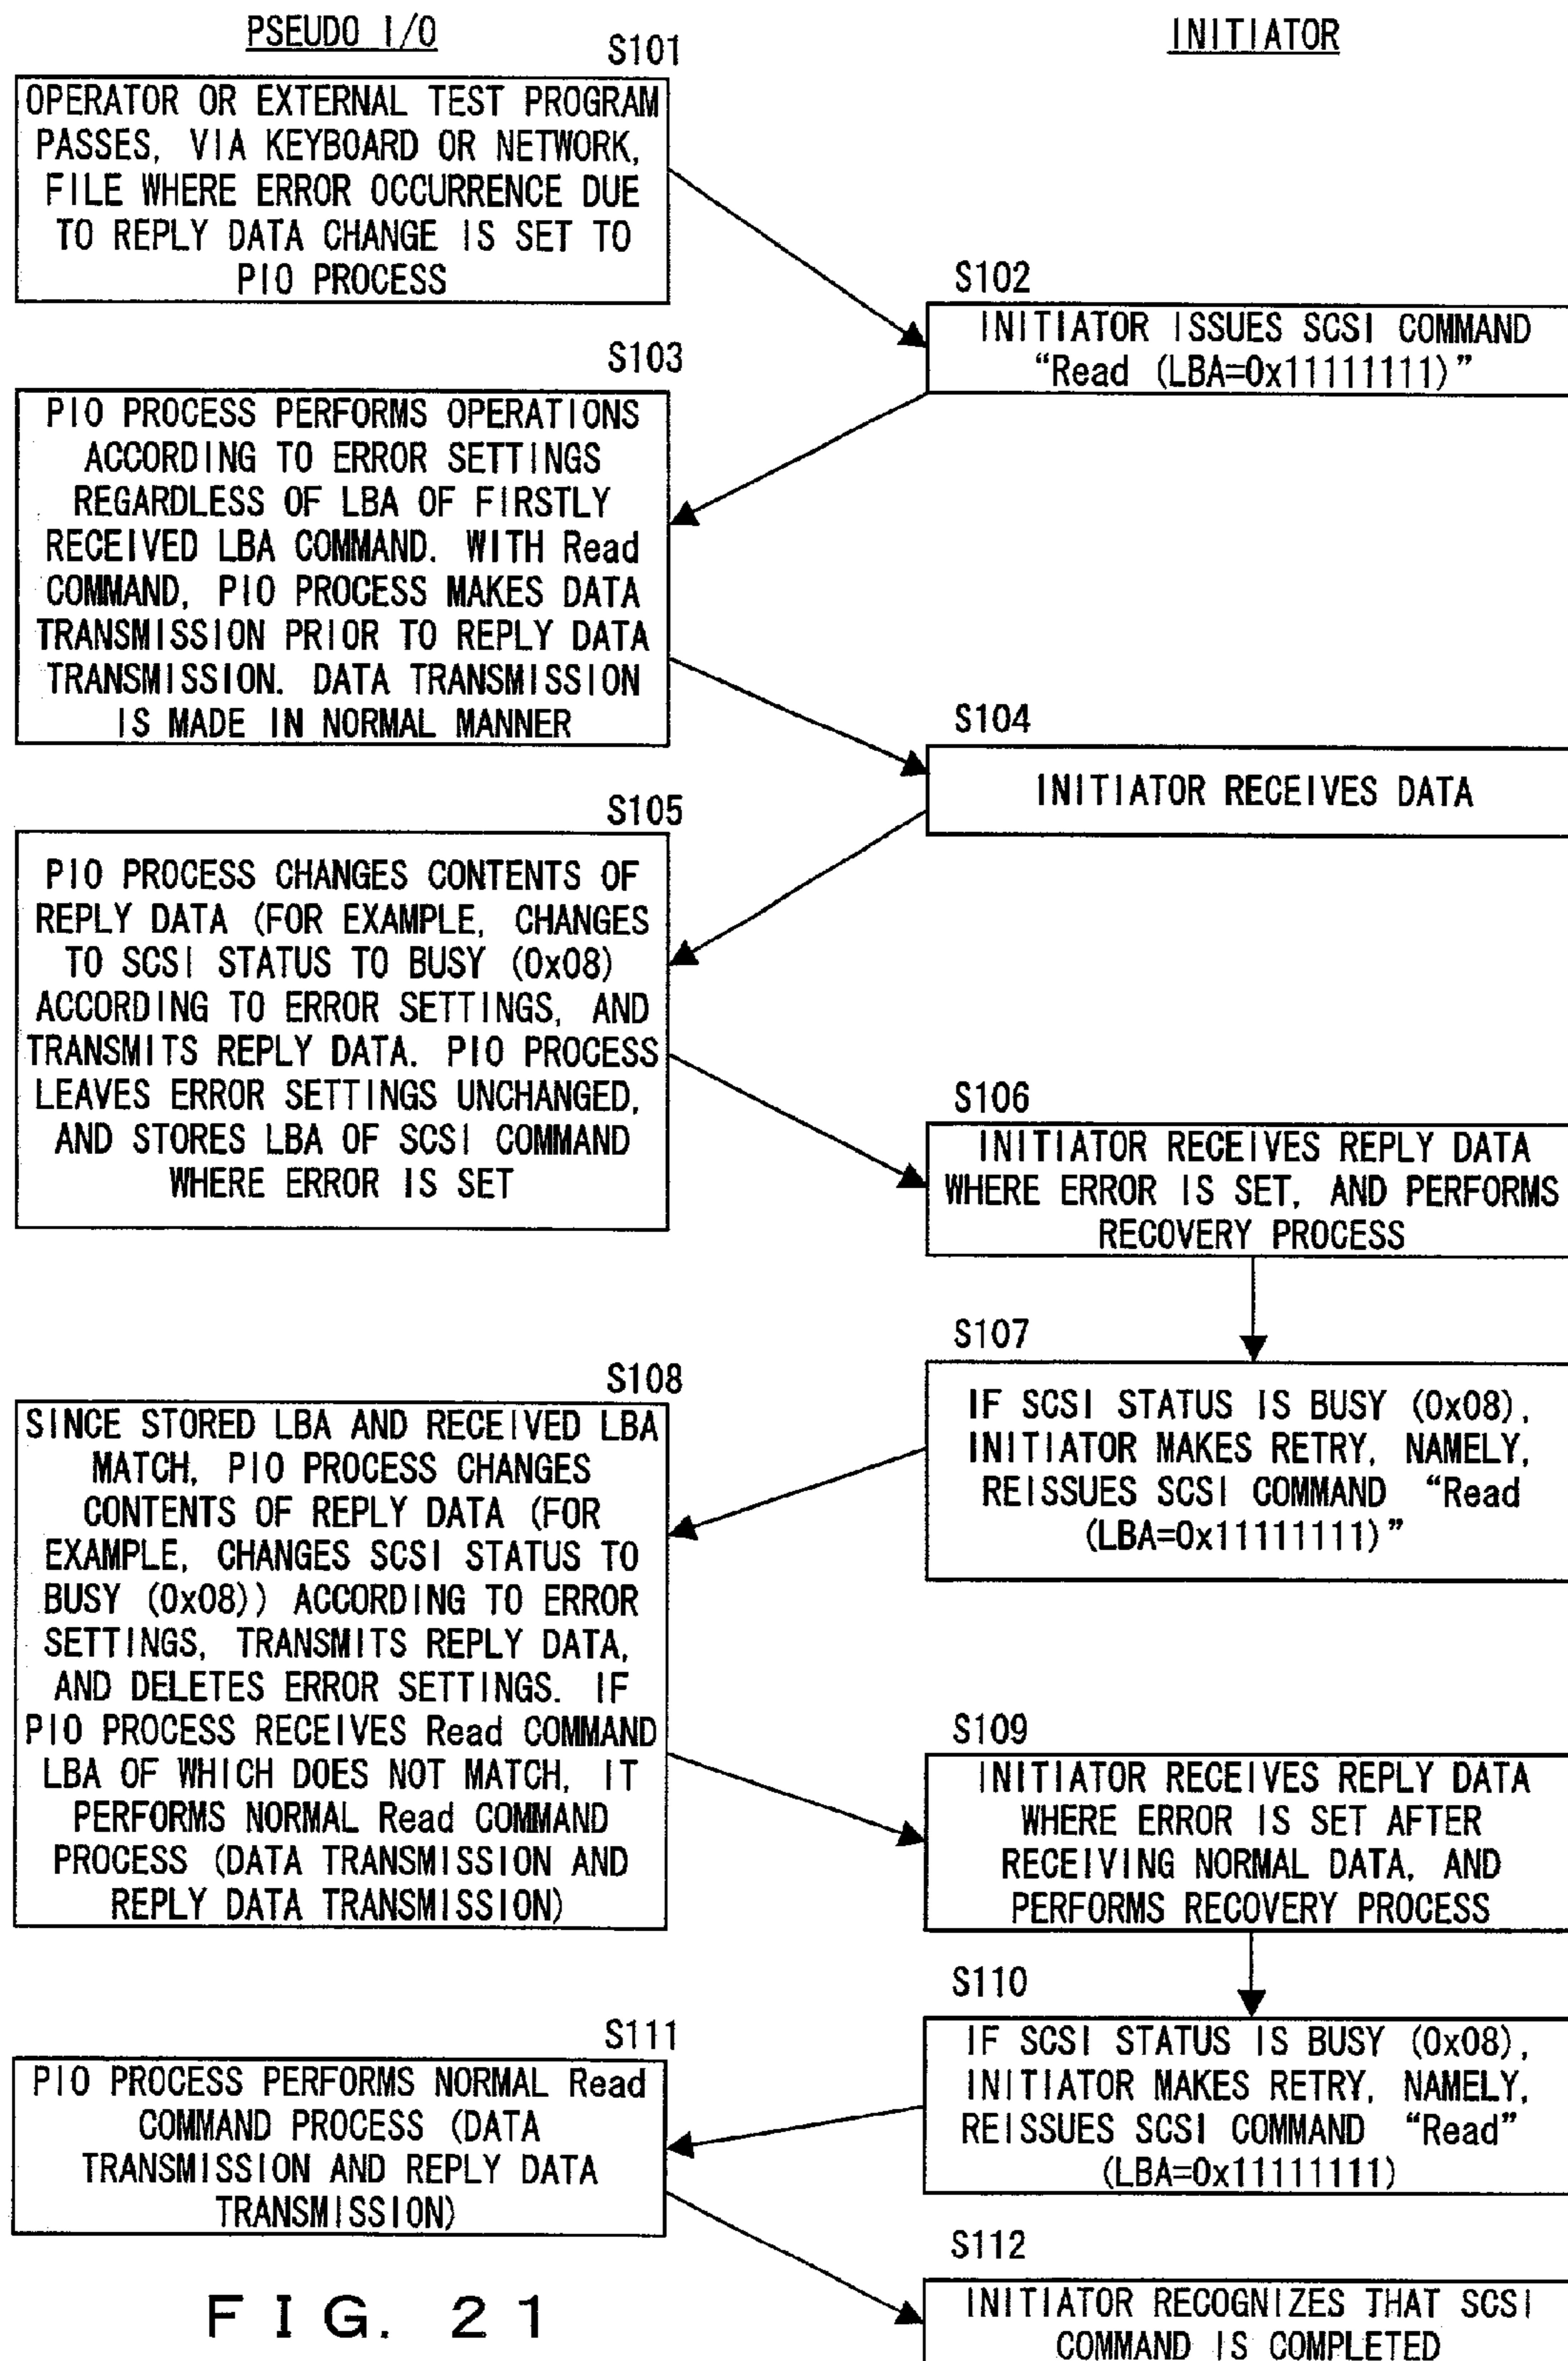 PSEUDO I/O
INITIATOR
S101
OPERATOR OR EXTERNAL TEST PROGRAM
PASSES, VIA KEYBOARD OR NETWORK,
FILE WHERE ERROR OCCURRENCE DUE
TO REPLY DATA CHANGE IS SET TO
PIO PROCESS
S102
INITIATOR ISSUES SCSI COMMAND
“Read (LBA=0x11111111)”
S103
PIO PROCESS PERFORMS OPERATIONS
ACCORDING TO ERROR SETTINGS
REGARDLESS OF LBA OF FIRSTLY
RECEIVED LBA COMMAND. WITH Read
COMMAND, PIO PROCESS MAKES DATA
TRANSMISSION PRIOR TO REPLY DATA
TRANSMISSION. DATA TRANSMISSION
IS MADE IN NORMAL MANNER
S104
INITIATOR RECEIVES DATA
S105
PIO PROCESS CHANGES CONTENTS OF
REPLY DATA (FOR EXAMPLE, CHANGES
TO SCSI STATUS TO BUSY (0x08)
ACCORDING TO ERROR SETTINGS, AND
TRANSMITS REPLY DATA. PIO PROCESS
LEAVES ERROR SETTINGS UNCHANGED,
AND STORES LBA OF SCSI COMMAND
WHERE ERROR IS SET
S106
INITIATOR RECEIVES REPLY DATA
WHERE ERROR IS SET, AND PERFORMS
RECOVERY PROCESS
S107
IF SCSI STATUS IS BUSY (0x08),
INITIATOR MAKES RETRY, NAMELY,
REISSUES SCSI COMMAND “Read
(LBA=0x11111111)”
S108
SINCE STORED LBA AND RECEIVED LBA
MATCH, PIO PROCESS CHANGES
CONTENTS OF REPLY DATA (FOR
EXAMPLE, CHANGES SCSI STATUS TO
BUSY (0x08)) ACCORDING TO ERROR
SETTINGS, TRANSMITS REPLY DATA,
AND DELETES ERROR SETTINGS. IF
PIO PROCESS RECEIVES Read COMMAND
LBA OF WHICH DOES NOT MATCH, IT
PERFORMS NORMAL Read COMMAND
PROCESS (DATA TRANSMISSION AND
REPLY DATA TRANSMISSION)
S109
INITIATOR RECEIVES REPLY DATA
WHERE ERROR IS SET AFTER
RECEIVING NORMAL DATA, AND
PERFORMS RECOVERY PROCESS
S110
IF SCSI STATUS IS BUSY (0x08),
INITIATOR MAKES RETRY, NAMELY,
REISSUES SCSI COMMAND “Read”
(LBA=0x11111111)
S111
PIO PROCESS PERFORMS NORMAL Read
COMMAND PROCESS (DATA
TRANSMISSION AND REPLY DATA
TRANSMISSION)
S112
INITIATOR RECOGNIZES THAT SCSI
COMMAND IS COMPLETED
FIG. 21